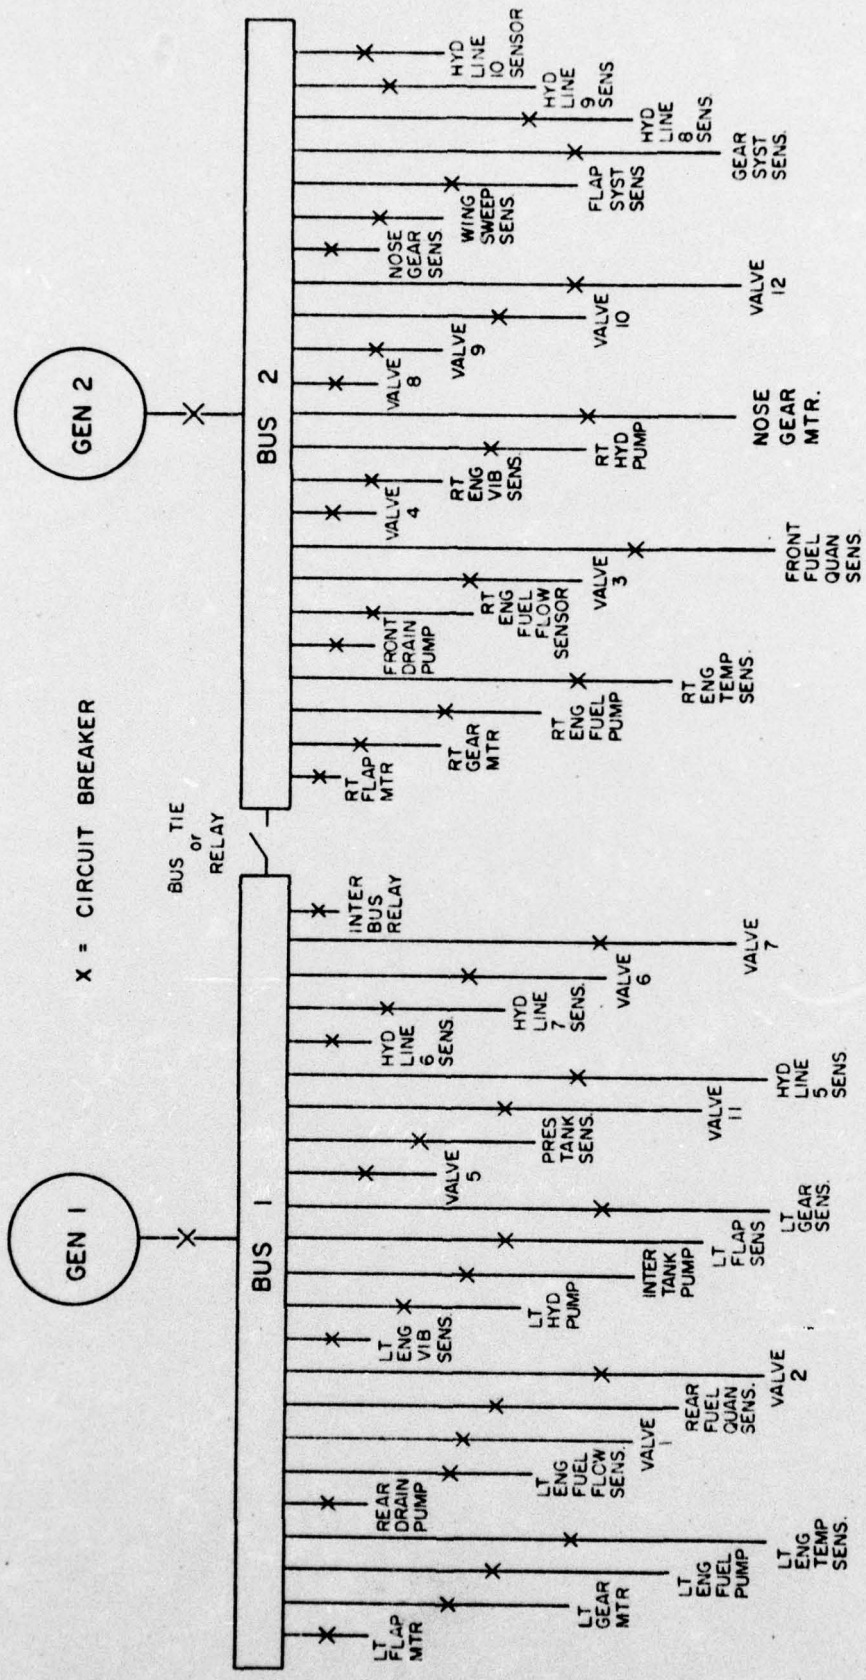 X = CIRCUIT BREAKER
GEN 1
GEN 2
BUS 1
BUS TIE
or
RELAY
BUS 2
LT
FLAP
MTR
LT
GEAR
MTR
LT
ENG
FUEL
PUMP
LT
ENG
TEMP
SENS.
REAR
DRAIN
PUMP
LT
ENG
FUEL
FLOW
SENS.
VALVE
1
REAR
FUEL
QUAN
SENS.
VALVE
2
LT
ENG
VIB
SENS.
LT
HYD
PUMP
INTER
TANK
PUMP
LT
FLAP
SENS
LT
GEAR
SENS.
VALVE
5
PRES
TANK
SENS.
VALVE
11
HYD
LINE
5
SENS.
HYD
LINE
6
SENS.
HYD
LINE
7
SENS.
VALVE
6
VALVE
7
INTER
BUS
RELAY
RT
FLAP
MTR
RT
GEAR
MTR
RT
ENG
FUEL
PUMP
RT
ENG
TEMP
SENS.
FRONT
DRAIN
PUMP
RT
ENG
FUEL
FLOW
SENSOR
VALVE
3
FRONT
FUEL
QUAN
SENS.
VALVE
4
RT
ENG
VIB
SENS.
RT
HYD
PUMP
NOSE
GEAR
MTR.
VALVE
8
VALVE
9
VALVE
10
VALVE
12
NOSE
GEAR
SENS.
WING
SWEEP
SENS.
FLAP
SYST
SENS
GEAR
SYST
SENS.
HYD
LINE
8
SENS.
HYD
LINE
9
SENS
HYD
LINE
10
SENSOR